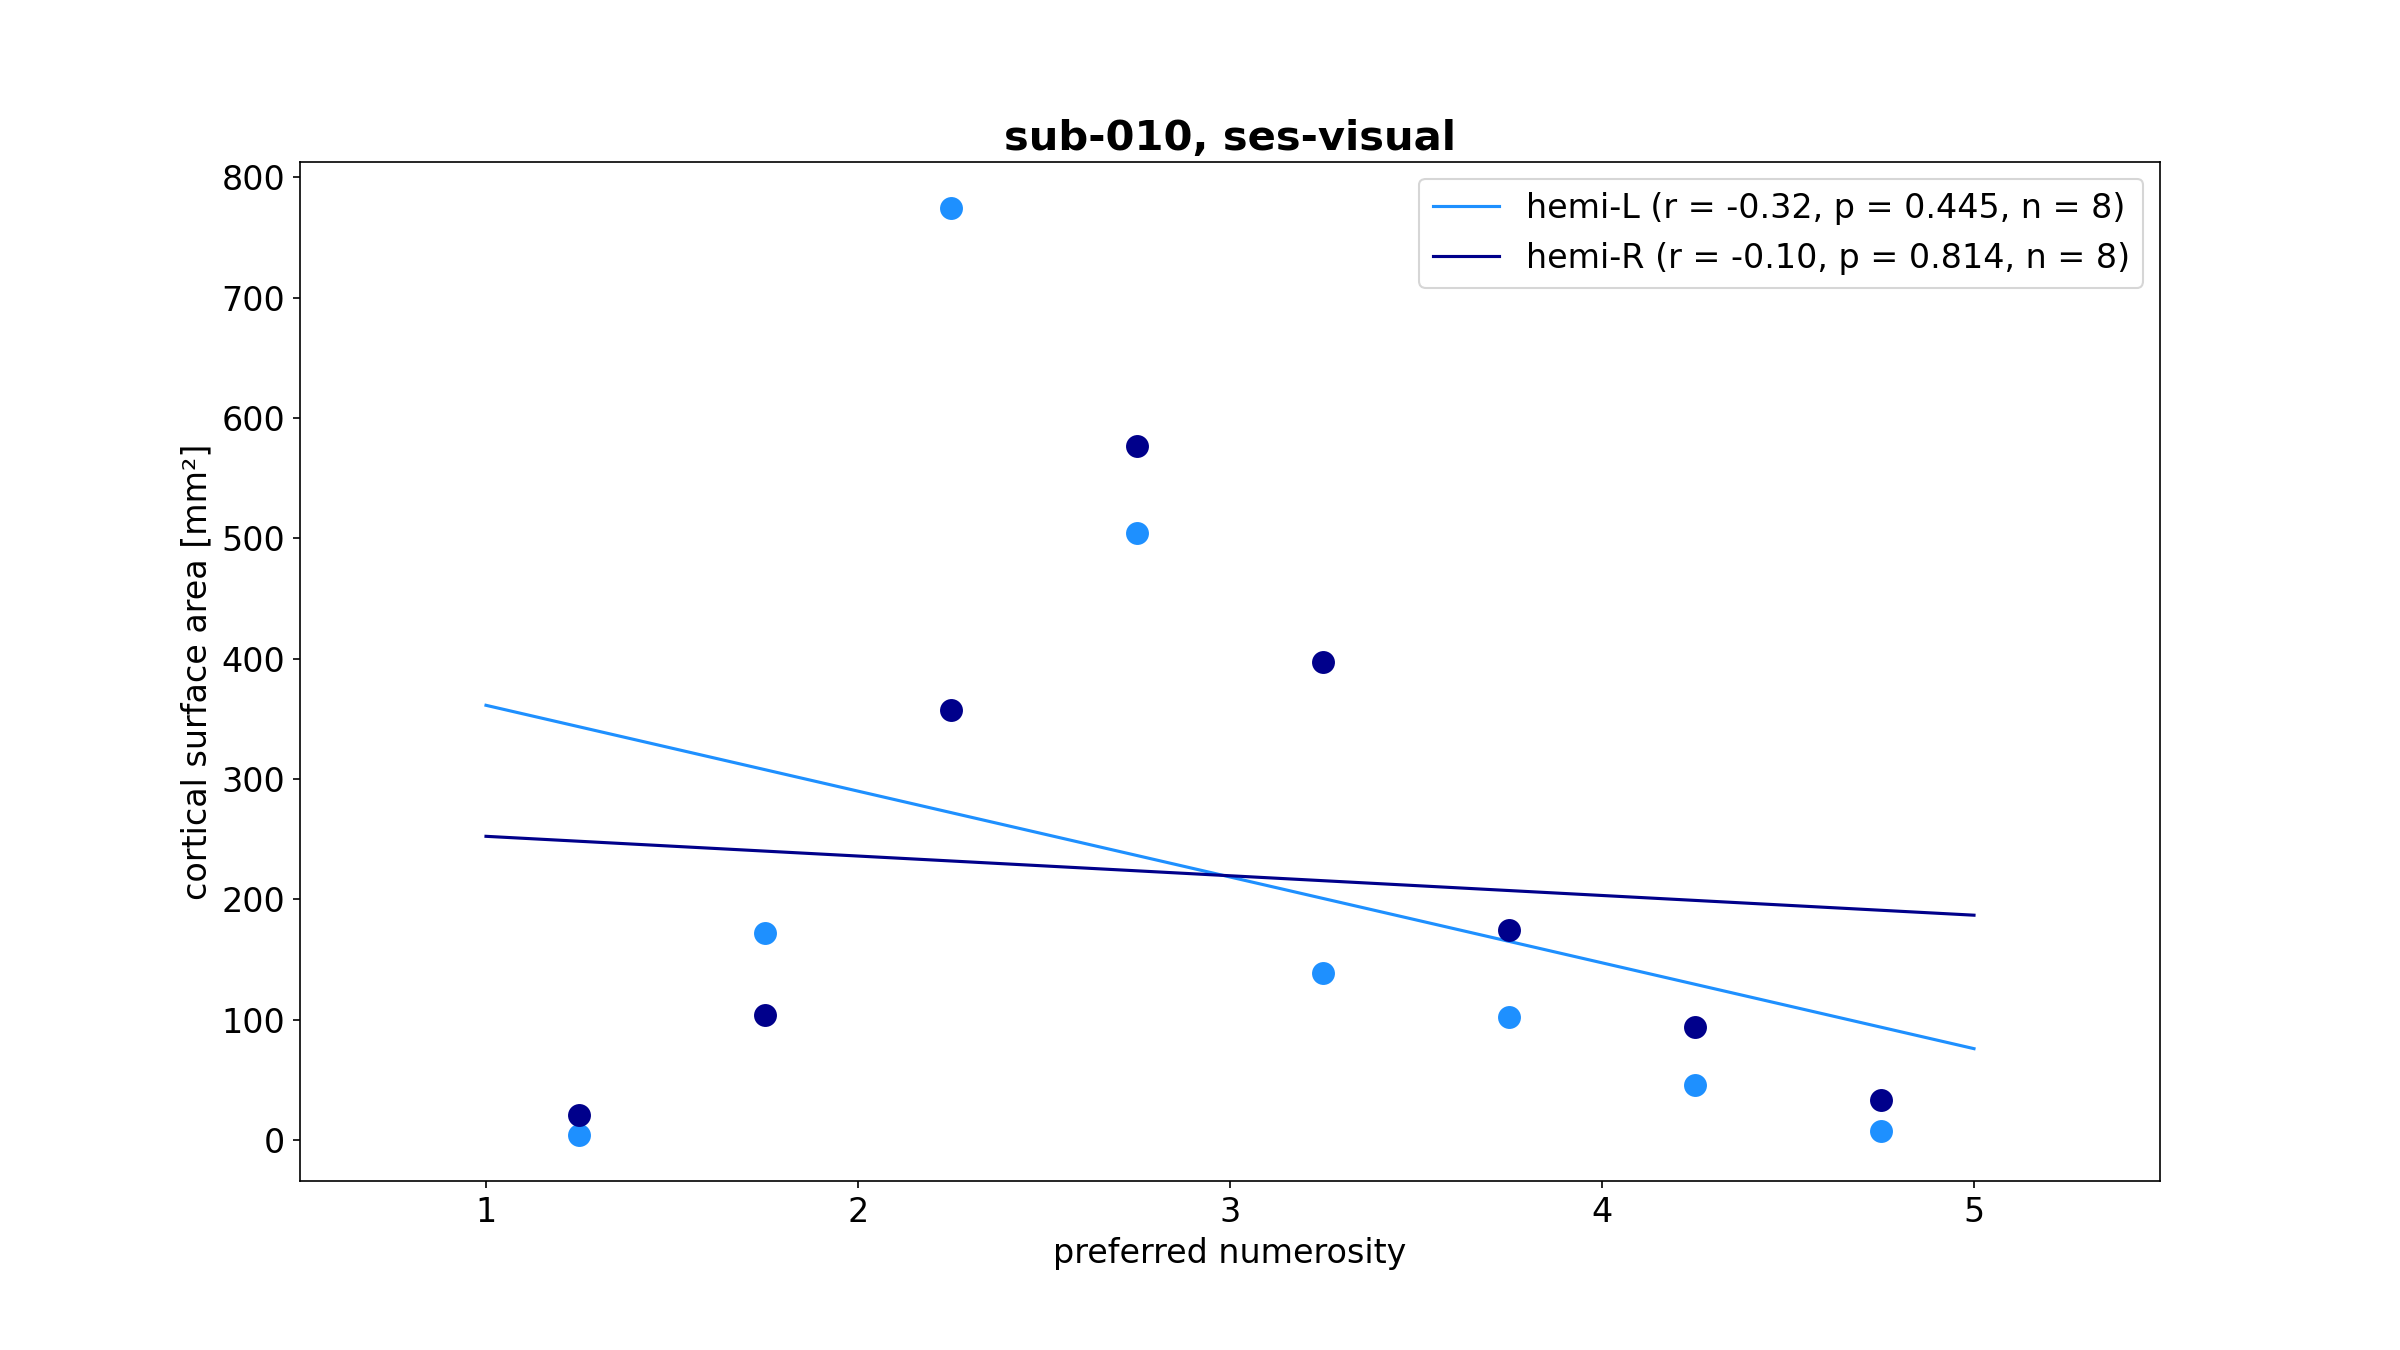 sub-010, ses-visual
hemi-L (r = -0.32, p = 0.445, n = 8)
hemi-R (r = -0.10, p = 0.814, n = 8)
cortical surface area [mm²]
800
700
600
500
400
300
200
100
0
1 2 3 4 5
preferred numerosity